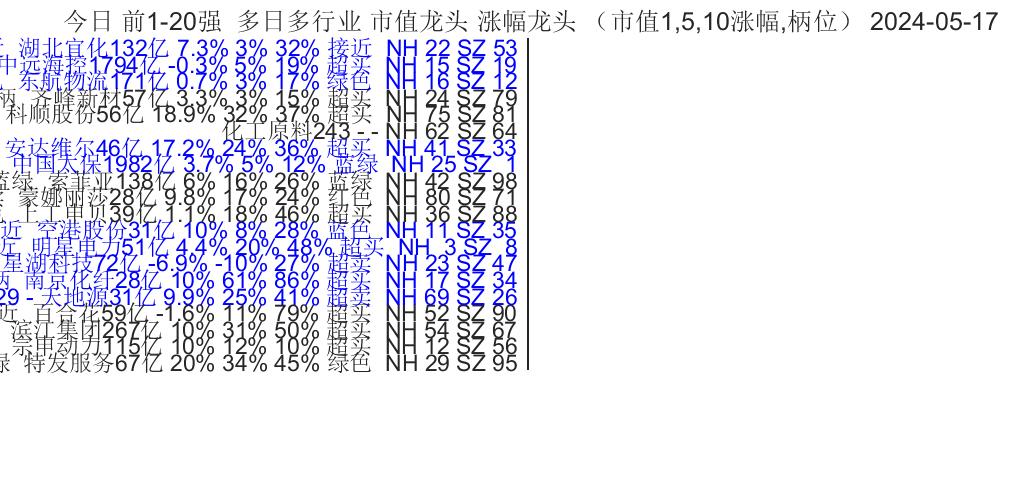 今日 前1-20强 多日多行业 市值龙头 涨幅龙头 （市值1,5,10涨幅,柄位） 2024-05-17
湖北宜化132亿 7.3% 3% 32% 接近 NH 22 SZ 53
中远海控1794亿 -0.3% 5% 19% 超买 NH 15 SZ 19
东航物流171亿 0.7% 3% 17% 绿色 NH 16 SZ 12
柄 齐峰新材57亿 3.3% 3% 15% 超买 NH 24 SZ 79
科顺股份56亿 18.9% 32% 37% 超买 NH 75 SZ 81
化工原料243 - - NH 62 SZ 64
安达维尔46亿 17.2% 24% 36% 超买 NH 41 SZ 33
中国太保1982亿 3.7% 5% 12% 蓝绿 NH 25 SZ 1
蓝绿 索菲亚138亿 6% 16% 26% 蓝绿 NH 42 SZ 98
蒙娜丽莎28亿 9.8% 17% 24% 红色 NH 80 SZ 71
上工申贝39亿 1.1% 18% 46% 超买 NH 36 SZ 88
近 空港股份31亿 10% 8% 28% 蓝色 NH 11 SZ 35
近 明星电力51亿 4.4% 20% 48% 超买 NH 3 SZ 8
星湖科技72亿 -6.9% -10% 27% 超卖 NH 23 SZ 47
柄 南京化纤28亿 10% 61% 86% 超买 NH 17 SZ 34
29 - 天地源31亿 9.9% 25% 41% 超买 NH 69 SZ 26
近 百合花59亿 -1.6% 11% 79% 超买 NH 52 SZ 90
滨江集团267亿 10% 31% 50% 超买 NH 54 SZ 67
宗申动力115亿 10% 12% 10% 超买 NH 12 SZ 56
绿 特发服务67亿 20% 34% 45% 绿色 NH 29 SZ 95